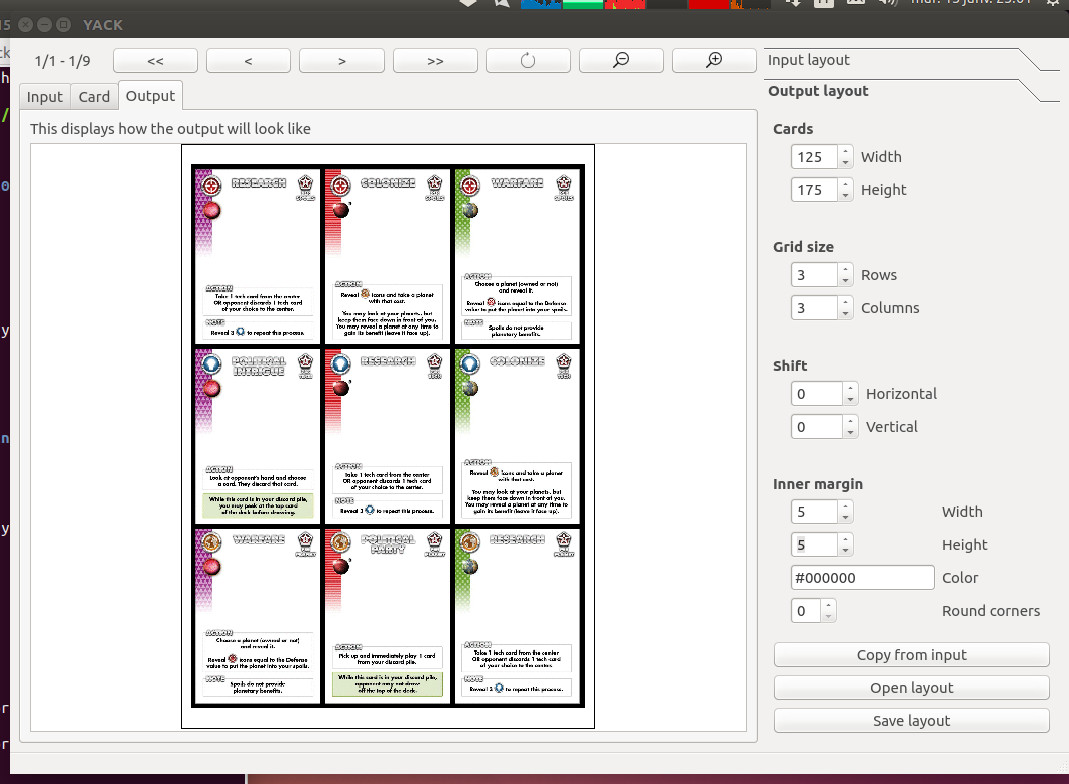 YACK
1/1 - 1/9
<<
<
>
>>
Input
Card
Output
This displays how the output will look like
RESEARCH
ACTION
Take 1 tech card from the center
OR opponent discards 1 tech card
of your choice to the center.
NOTE
Reveal 3 to repeat this process.
COLONIZE
ACTION
Reveal icons and take a planet
with that cost.
You may look at your planets, but
keep them face down in front of you.
You may reveal a planet at any time to
gain its benefit (leave it face up).
WARFARE
ACTION
Choose a planet (owned or not)
and reveal it.
Reveal icons equal to the Defense
value to put the planet into your spoils.
NOTE
Spoils do not provide
planetary benefits.
POLITICAL
INTRIGUE
ACTION
Look at opponent's hand and choose
a card. They discard that card.
While this card is in your discard pile,
you may peek at the top card
of the deck before drawing.
RESEARCH
ACTION
Take 1 tech card from the center
OR opponent discards 1 tech card
of your choice to the center.
NOTE
Reveal 3 to repeat this process.
COLONIZE
ACTION
Reveal icons and take a planet
with that cost.
You may look at your planets, but
keep them face down in front of you.
You may reveal a planet at any time to
gain its benefit (leave it face up).
WARFARE
ACTION
Choose a planet (owned or not)
and reveal it.
Reveal icons equal to the Defense
value to put the planet into your spoils.
NOTE
Spoils do not provide
planetary benefits.
POLITICAL
PARTY
ACTION
Pick up and immediately play 1 card
from your discard pile.
While this card is in your discard pile,
opponent may not draw
off the top of the deck.
RESEARCH
ACTION
Take 1 tech card from the center
OR opponent discards 1 tech card
of your choice to the center.
NOTE
Reveal 3 to repeat this process.
Input layout
Output layout
Cards
125 Width
175 Height
Grid size
3 Rows
3 Columns
Shift
0 Horizontal
0 Vertical
Inner margin
5 Width
5 Height
#000000 Color
0 Round corners
Copy from input
Open layout
Save layout